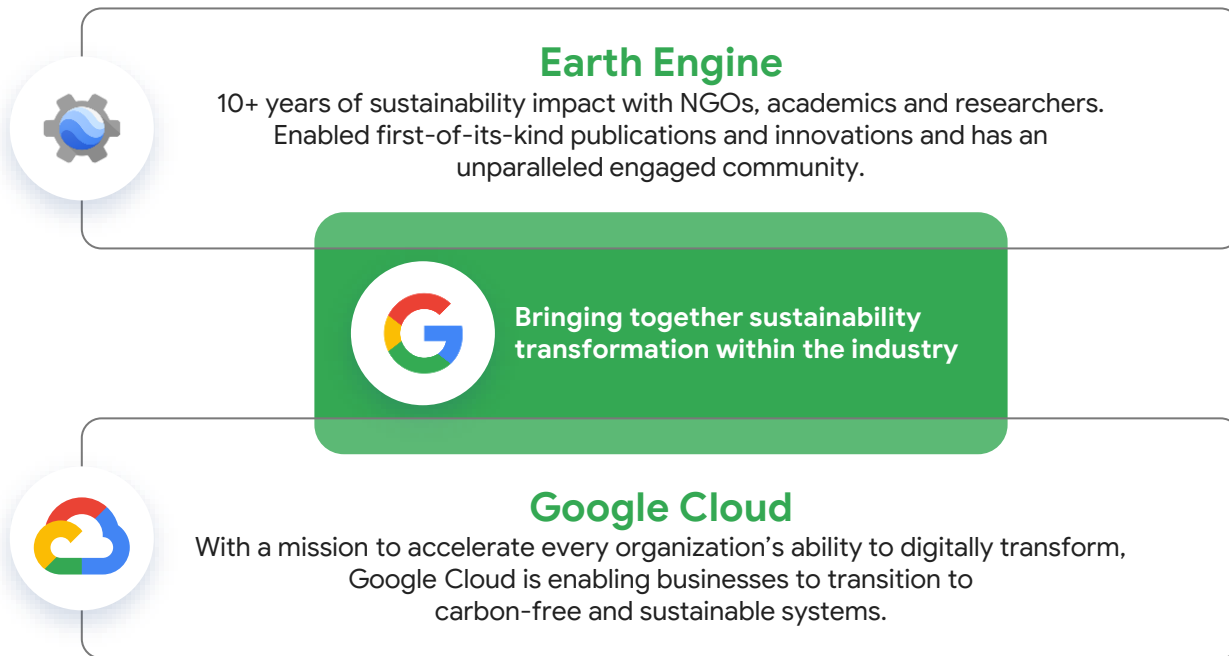 Earth Engine
10+ years of sustainability impact with NGOs, academics and researchers.
Enabled first-of-its-kind publications and innovations and has an
unparalleled engaged community.
Bringing together sustainability
transformation within the industry
Google Cloud
With a mission to accelerate every organization’s ability to digitally transform,
Google Cloud is enabling businesses to transition to
carbon-free and sustainable systems.